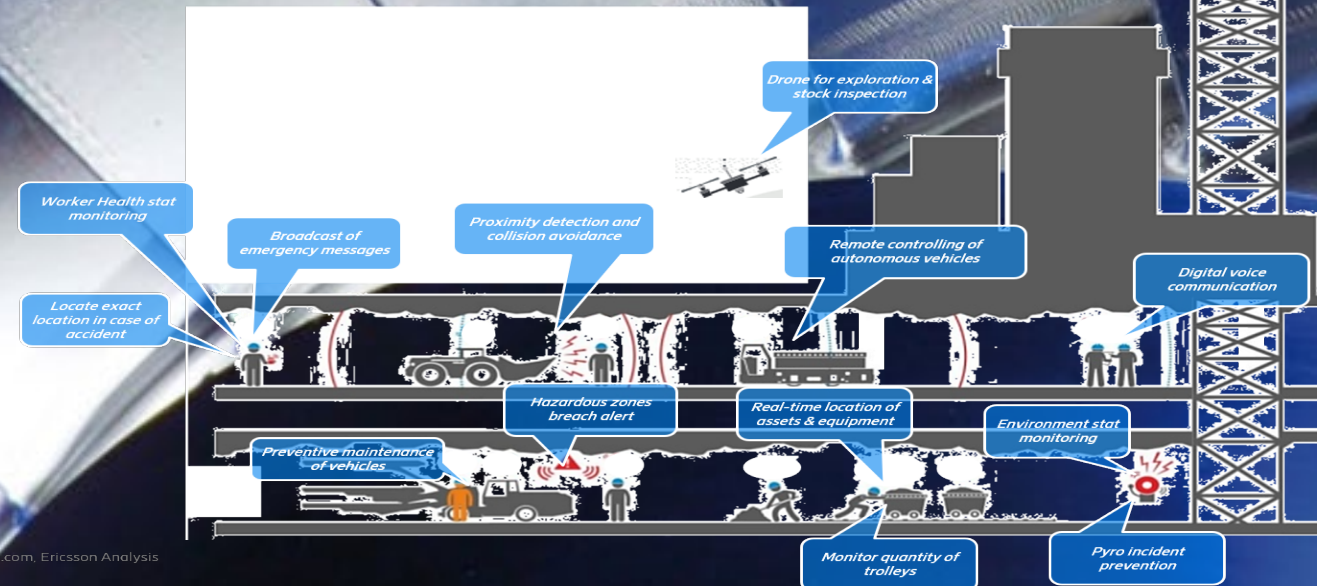 Drone for exploration &
stock inspection
Worker Health stat
monitoring
Broadcast of
emergency messages
Proximity detection and
collision avoidance
Remote controlling of
autonomous vehicles
Digital voice
communication
Locate exact
location in case of
accident
Hazardous zones
breach alert
Real-time location of
assets & equipment
Environment stat
monitoring
Preventive maintenance
of vehicles
Monitor quantity of
trolleys
Pyro incident
prevention
.com, Ericsson Analysis